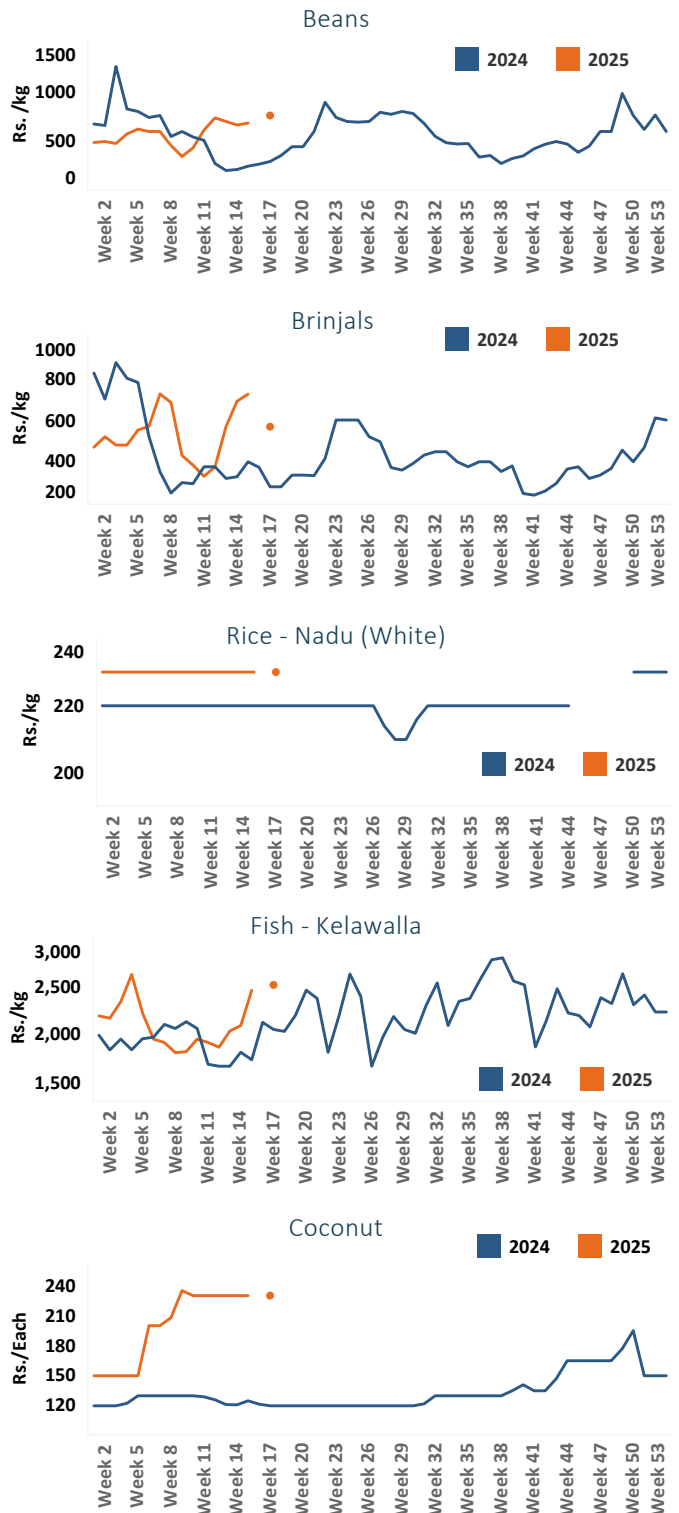 Beans
2024 2025
Rs. /kg
1500
1000
500
0
Week 2 Week 5 Week 8 Week 11 Week 14 Week 17 Week 20 Week 23 Week 26 Week 29 Week 32 Week 35 Week 38 Week 41 Week 44 Week 47 Week 50 Week 53
Brinjals
2024 2025
Rs./kg
1000
800
600
400
200
Week 2 Week 5 Week 8 Week 11 Week 14 Week 17 Week 20 Week 23 Week 26 Week 29 Week 32 Week 35 Week 38 Week 41 Week 44 Week 47 Week 50 Week 53
Rice - Nadu (White)
Rs./kg
240
220
200
2024 2025
Week 2 Week 5 Week 8 Week 11 Week 14 Week 17 Week 20 Week 23 Week 26 Week 29 Week 32 Week 35 Week 38 Week 41 Week 44 Week 47 Week 50 Week 53
Fish - Kelawalla
Rs./kg
3,000
2,500
2,000
1,500
2024 2025
Week 2 Week 5 Week 8 Week 11 Week 14 Week 17 Week 20 Week 23 Week 26 Week 29 Week 32 Week 35 Week 38 Week 41 Week 44 Week 47 Week 50 Week 53
Coconut
2024 2025
Rs./Each
240
210
180
150
120
Week 2 Week 5 Week 8 Week 11 Week 14 Week 17 Week 20 Week 23 Week 26 Week 29 Week 32 Week 35 Week 38 Week 41 Week 44 Week 47 Week 50 Week 53